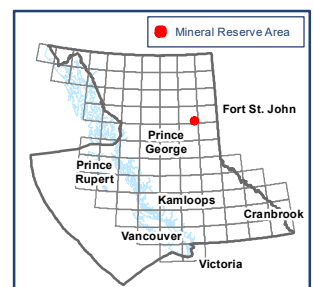 Mineral Reserve Area
Fort St. John
Prince
George
Prince
Rupert
Kamloops
Cranbrook
Vancouver
Victoria